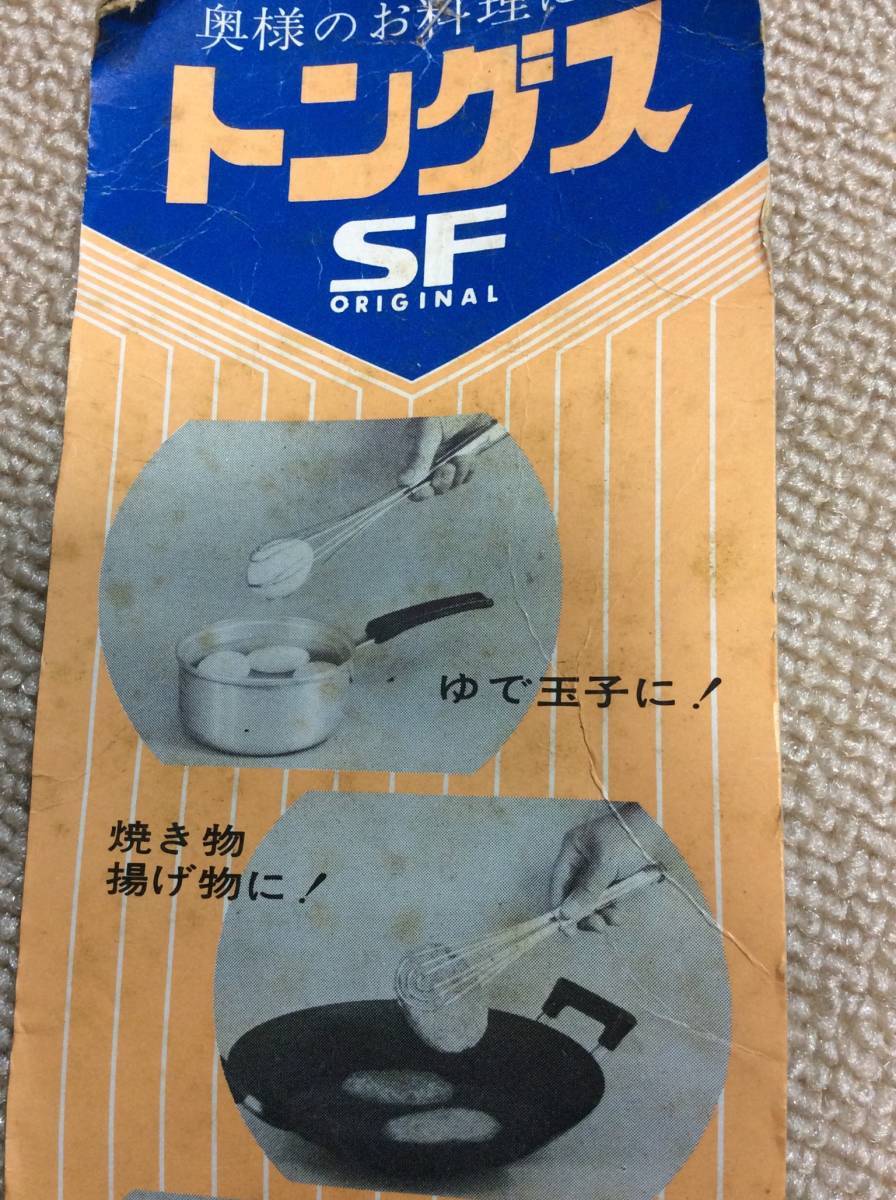 奥様のお料理に
トングス
SF
ORIGINAL
ゆで玉子に!
焼き物
揚げ物に!